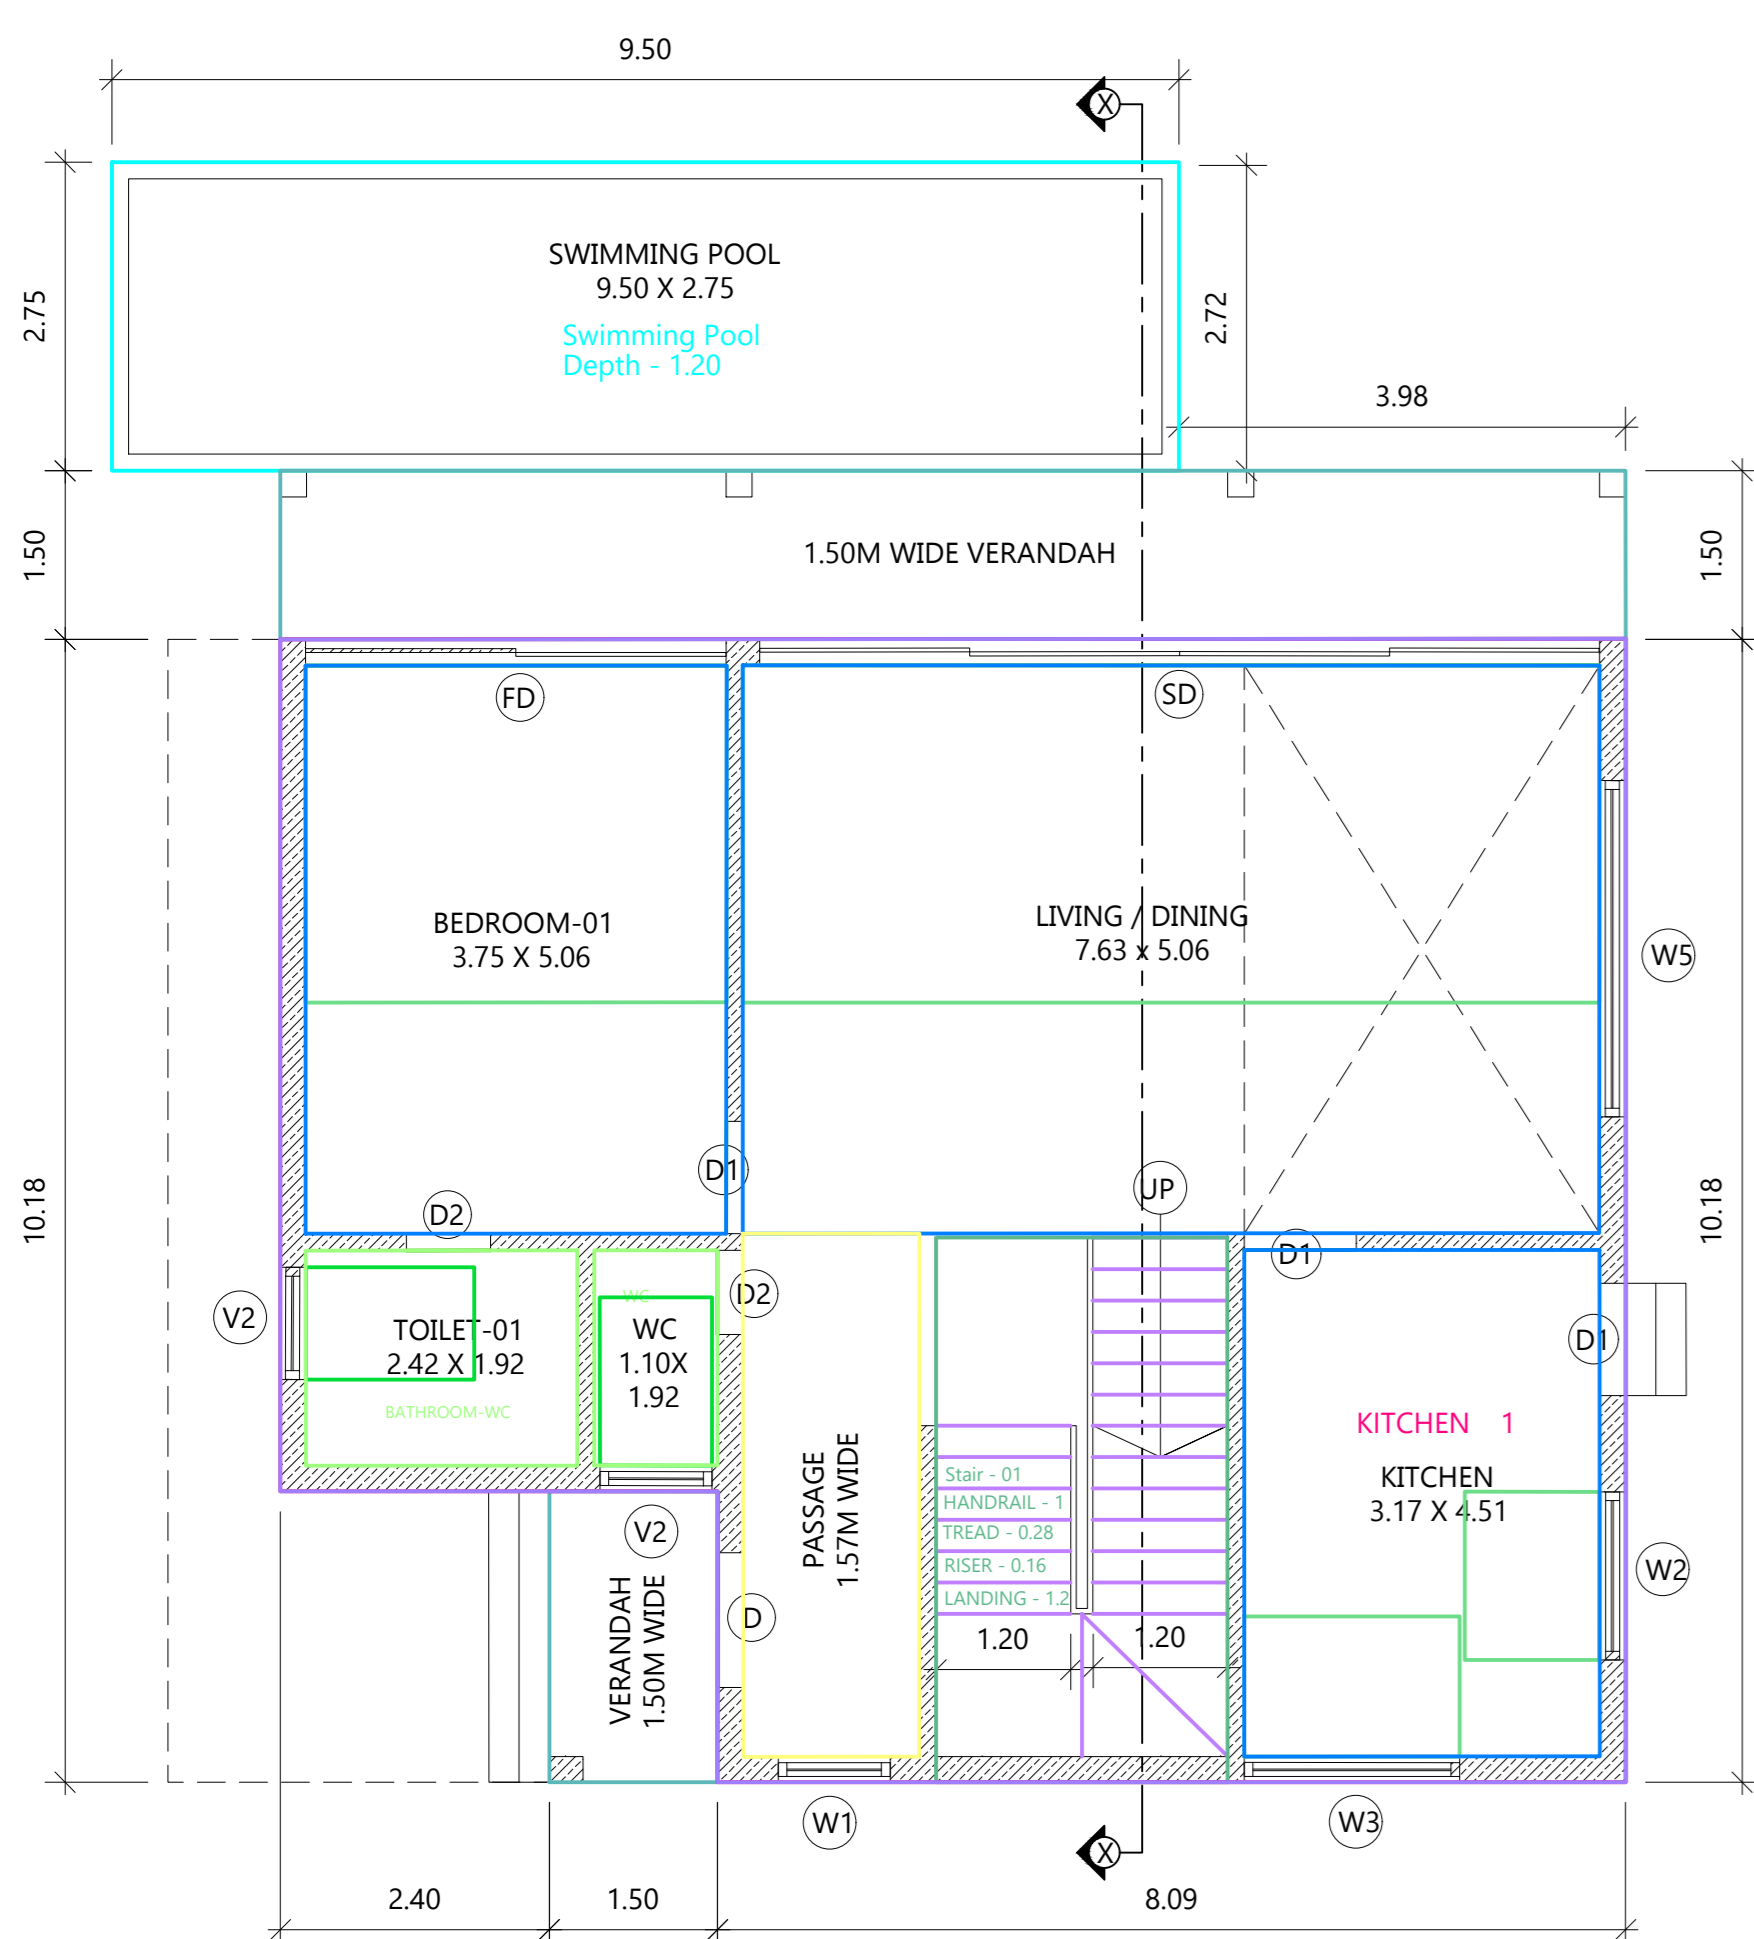 9.50
X
2.75
SWIMMING POOL
9.50 X 2.75
Swimming Pool
Depth - 1.20
2.72
3.98
1.50
1.50M WIDE VERANDAH
1.50
FD
SD
BEDROOM-01
3.75 X 5.06
LIVING / DINING
7.63 x 5.06
W5
10.18
D1
UP
10.18
D2
D1
V2
WC
D2
TOILET-01
2.42 X 1.92
WC
1.10X
1.92
D1
BATHROOM-WC
KITCHEN 1
KITCHEN
3.17 X 4.51
PASSAGE
1.57M WIDE
Stair - 01
HANDRAIL - 1
TREAD - 0.28
RISER - 0.16
LANDING - 1.2
V2
VERANDAH
1.50M WIDE
D
W2
1.20
1.20
W1
W3
X
2.40
1.50
8.09